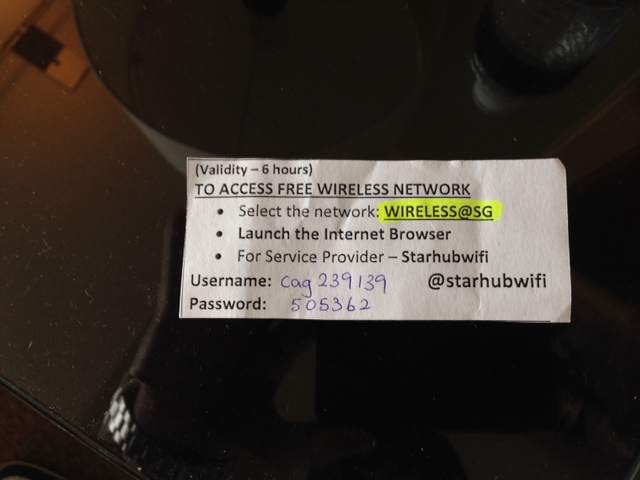 (Validity – 6 hours)
TO ACCESS FREE WIRELESS NETWORK
• Select the network: WIRELESS@SG
• Launch the Internet Browser
• For Service Provider – Starhubwifi
Username: cag 239139 @starhubwifi
Password: 505362